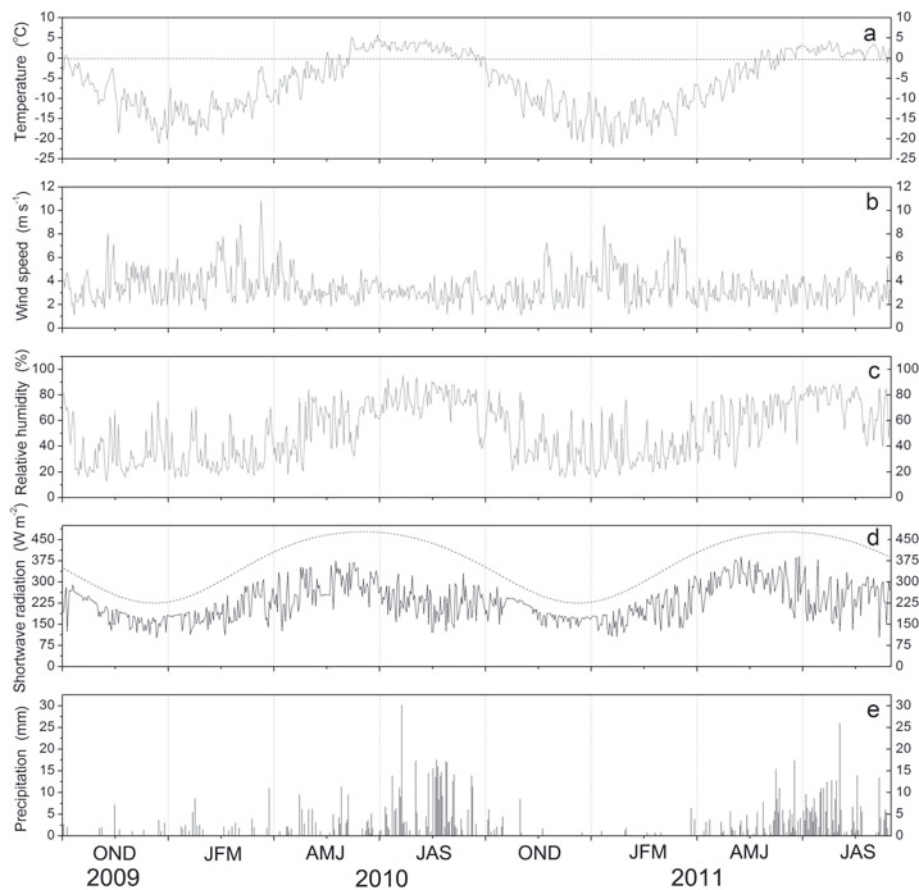 a
Temperature (°C)
10 5 0 -5 -10 -15 -20 -25
10 5 0 -5 -10 -15 -20 -25
b
Wind speed (m s⁻¹)
12 10 8 6 4 2 0
12 10 8 6 4 2 0
c
Relative humidity (%)
100 80 60 40 20 0
100 80 60 40 20 0
d
Shortwave radiation (W m⁻²)
450 375 300 225 150 75 0
450 375 300 225 150 75 0
e
Precipitation (mm)
30 25 20 15 10 5 0
30 25 20 15 10 5 0
OND JFM AMJ JAS OND JFM AMJ JAS
2009 2010 2011